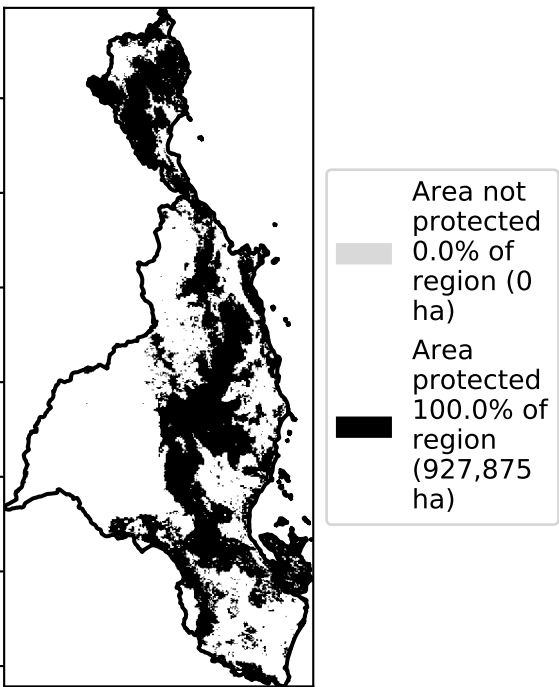 Area not
protected
0.0% of
region (0
ha)
Area
protected
100.0% of
region
(927,875
ha)